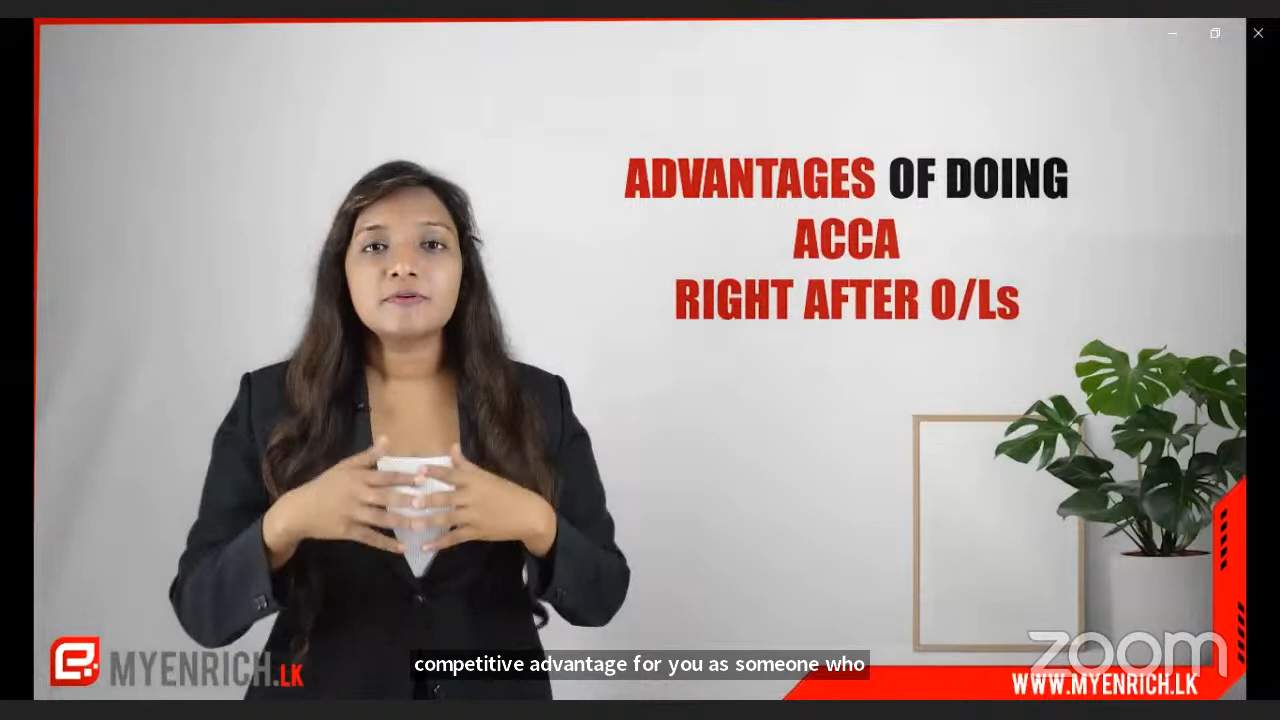 ADVANTAGES OF DOING
ACCA
RIGHT AFTER O/Ls
MYENRICH.LK
competitive advantage for you as someone who
zoom
WWW.MYENRICH.LK